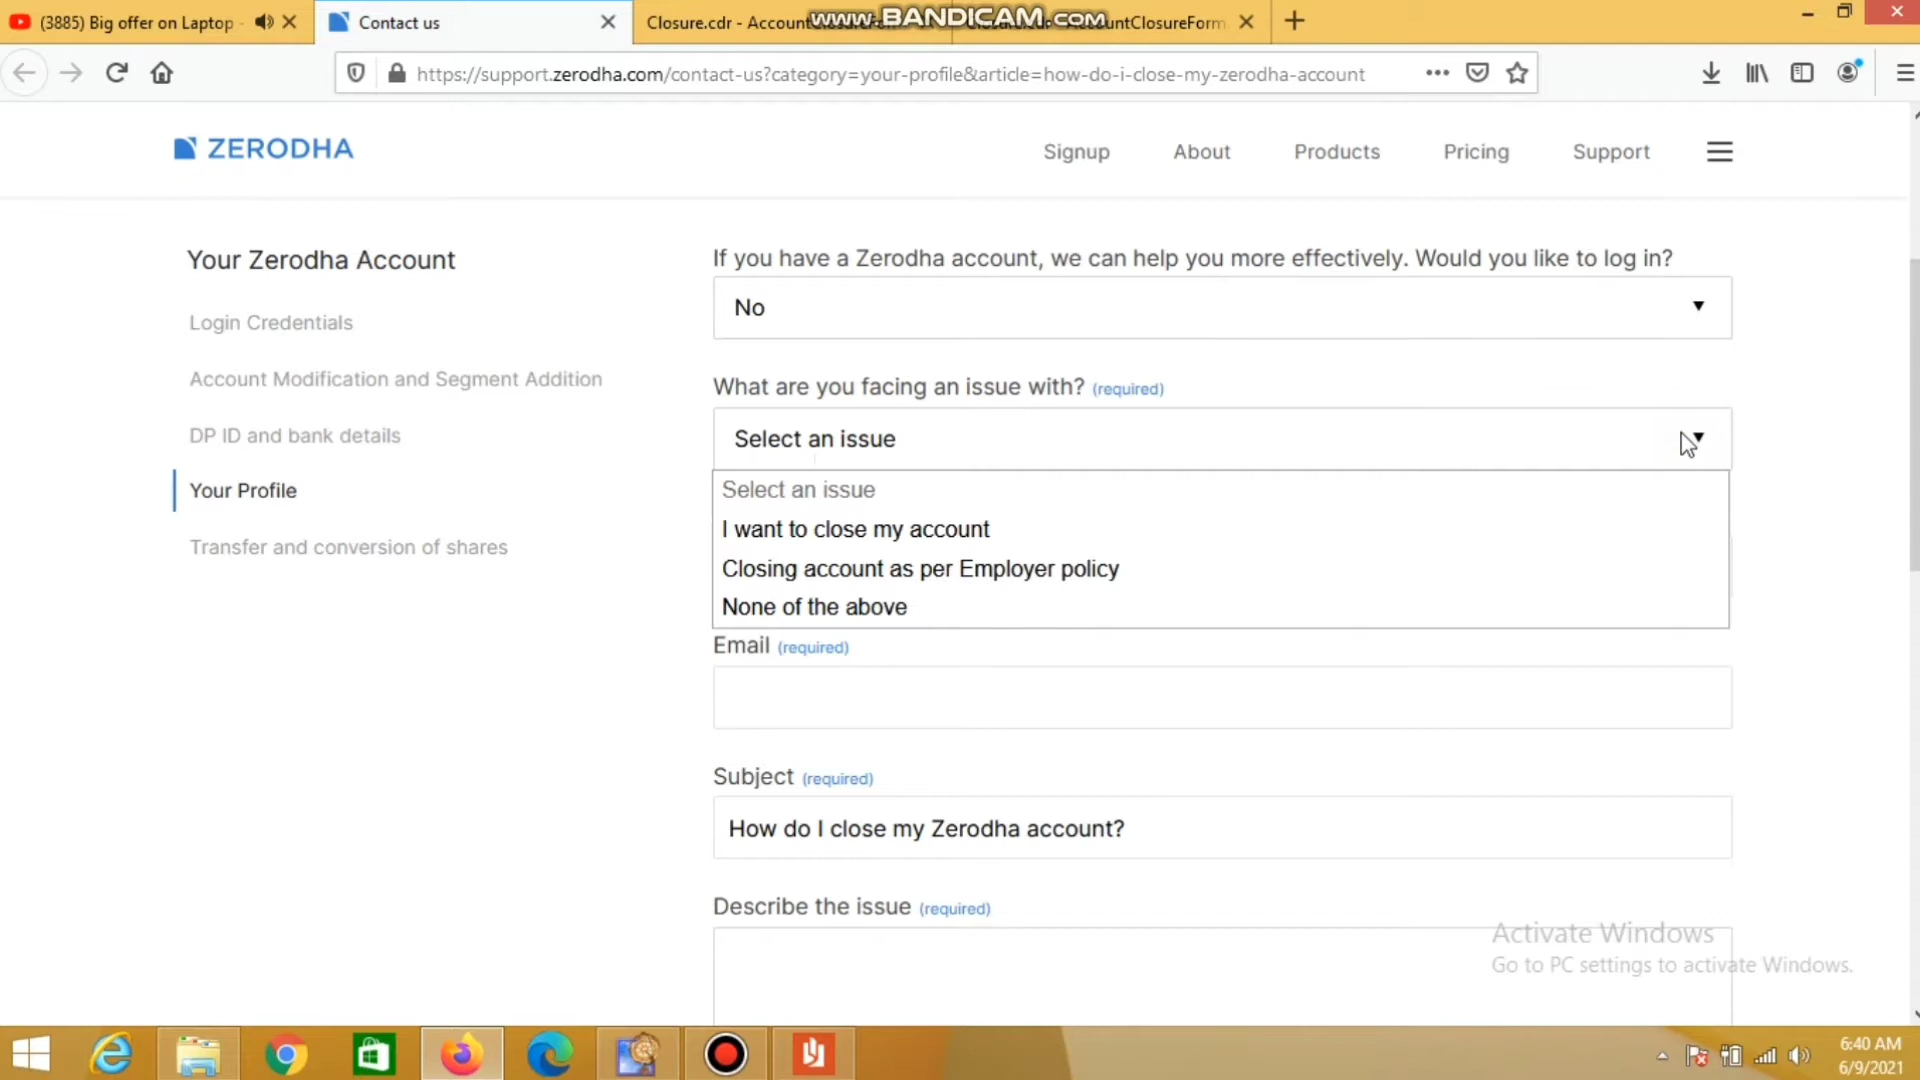 (3885) Big offer on Laptop
Contact us
Closure.cdr - Account
www.BANDICAM.com
AccountClosureForm
https://support.zerodha.com/contact-us?category=your-profile&article=how-do-i-close-my-zerodha-account
ZERODHA
Signup
About
Products
Pricing
Support
Your Zerodha Account
Login Credentials
Account Modification and Segment Addition
DP ID and bank details
Your Profile
Transfer and conversion of shares
If you have a Zerodha account, we can help you more effectively. Would you like to log in?
No
What are you facing an issue with? (required)
Select an issue
Select an issue
I want to close my account
Closing account as per Employer policy
None of the above
Email (required)
Subject (required)
How do I close my Zerodha account?
Describe the issue (required)
Activate Windows
Go to PC settings to activate Windows.
6:40 AM
6/9/2021